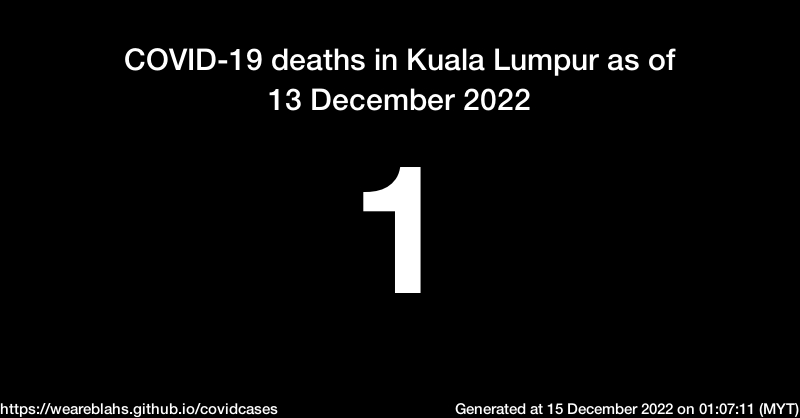 COVID-19 deaths in Kuala Lumpur as of
13 December 2022
1
https://weareblahs.github.io/covidcases
Generated at 15 December 2022 on 01:07:11 (MYT)